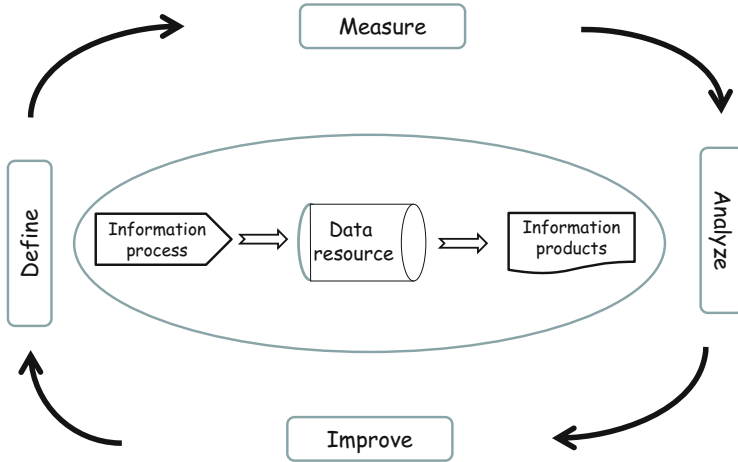 Measure
Define
Information
process
Data
resource
Information
products
Analyze
Improve